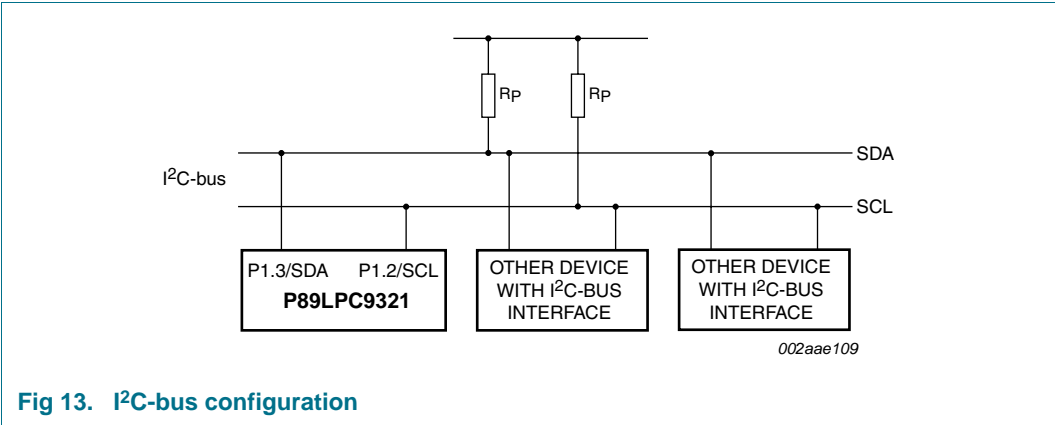 RP RP
SDA
I²C-bus
SCL
P1.3/SDA P1.2/SCL
P89LPC9321
OTHER DEVICE
WITH I²C-BUS
INTERFACE
OTHER DEVICE
WITH I²C-BUS
INTERFACE
002aae109
Fig 13. I²C-bus configuration